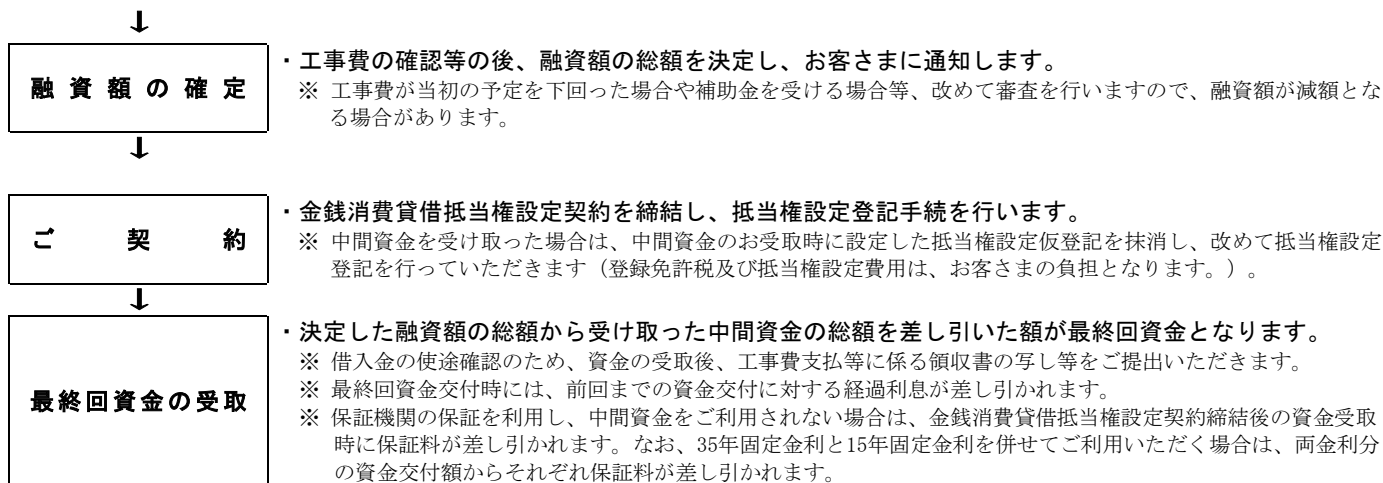 ↓
融資額の確定
・工事費の確認等の後、融資額の総額を決定し、お客さまに通知します。
※ 工事費が当初の予定を下回った場合や補助金を受ける場合等、改めて審査を行いますので、融資額が減額とな
る場合があります。
↓
ご契約
・金銭消費貸借抵当権設定契約を締結し、抵当権設定登記手続を行います。
※ 中間資金を受け取った場合は、中間資金のお受取時に設定した抵当権設定仮登記を抹消し、改めて抵当権設定
登記を行っていただきます（登録免許税及び抵当権設定費用は、お客さまの負担となります。）。
↓
最終回資金の受取
・決定した融資額の総額から受け取った中間資金の総額を差し引いた額が最終回資金となります。
※ 借入金の使途確認のため、資金の受取後、工事費支払等に係る領収書の写し等をご提出いただきます。
※ 最終回資金交付時には、前回までの資金交付に対する経過利息が差し引かれます。
※ 保証機関の保証を利用し、中間資金をご利用されない場合は、金銭消費貸借抵当権設定契約締結後の資金受取
時に保証料が差し引かれます。なお、35年固定金利と15年固定金利を併せてご利用いただく場合は、両金利分
の資金交付額からそれぞれ保証料が差し引かれます。